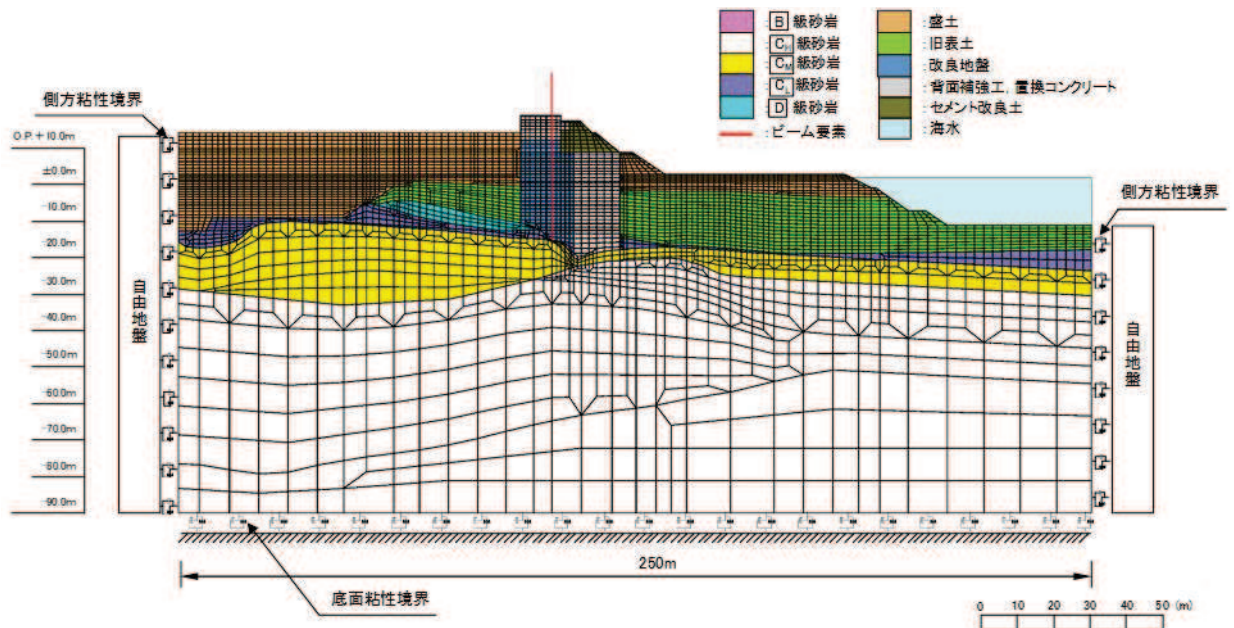 B 級砂岩
CH 級砂岩
CM 級砂岩
CL 級砂岩
D 級砂岩
:ビーム要素
:盛土
:旧表土
:改良地盤
:背面補強工, 置換コンクリート
:セメント改良土
:海水
側方粘性境界
O.P.+10.0m
±0.0m
-10.0m
-20.0m
-30.0m
-40.0m
-50.0m
-60.0m
-70.0m
-80.0m
-90.0m
自由地盤
側方粘性境界
自由地盤
250m
底面粘性境界
0 10 20 30 40 50 (m)